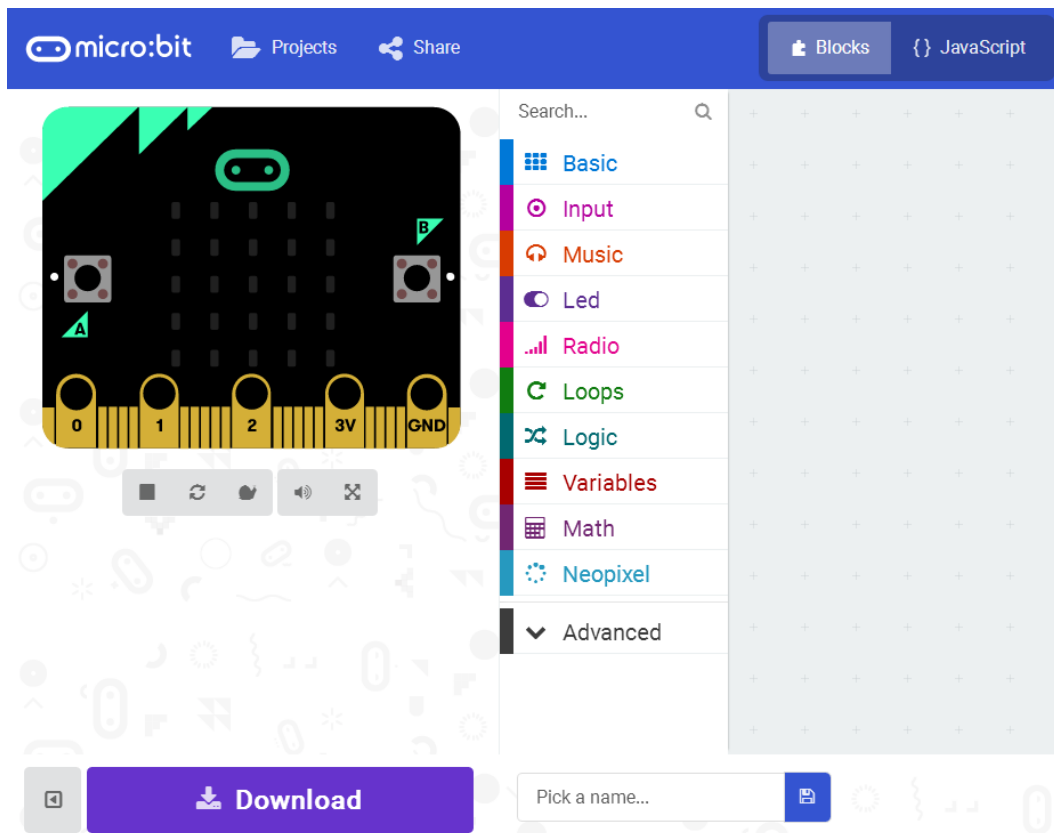 micro:bit Projects Share Blocks {} JavaScript
Search...
Basic
Input
Music
Led
Radio
Loops
Logic
Variables
Math
Neopixel
Advanced
B
A
0 1 2 3V GND
Download
Pick a name...